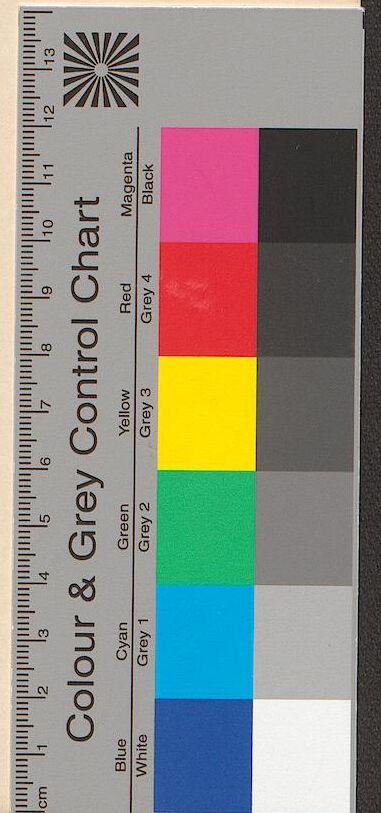 Colour & Grey Control Chart
Blue Cyan Green Yellow Red Magenta
White Grey 1 Grey 2 Grey 3 Grey 4 Black
cm 1 2 3 4 5 6 7 8 9 10 11 12 13